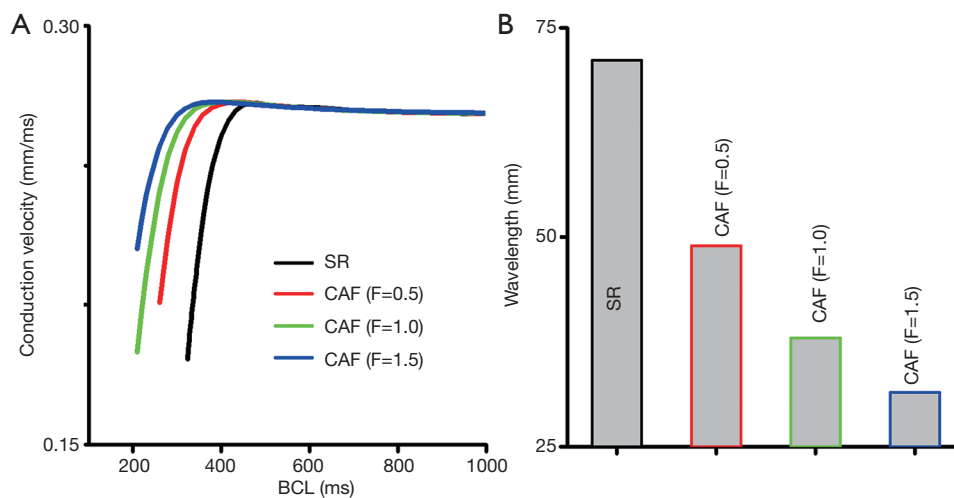 A
0.30
0.15
Conduction velocity (mm/ms)
200
400
600
800
1000
BCL (ms)
SR
CAF (F=0.5)
CAF (F=1.0)
CAF (F=1.5)
B
75
50
25
Wavelength (mm)
SR
CAF (F=0.5)
CAF (F=1.0)
CAF (F=1.5)